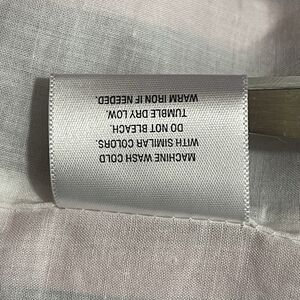 MACHINE WASH COLD
WITH SIMILAR COLORS.
DO NOT BLEACH.
TUMBLE DRY LOW.
WARM IRON IF NEEDED.